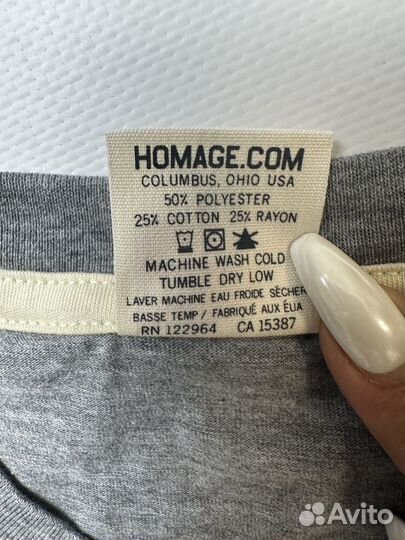 HOMAGE.COM
COLUMBUS, OHIO USA
50% POLYESTER
25% COTTON 25% RAYON
MACHINE WASH COLD
TUMBLE DRY LOW
LAVER MACHINE EAU FROIDE SÉCHER
BASSE TEMP / FABRIQUÉ AUX ÉUA
RN 122964 CA 15387
Avito